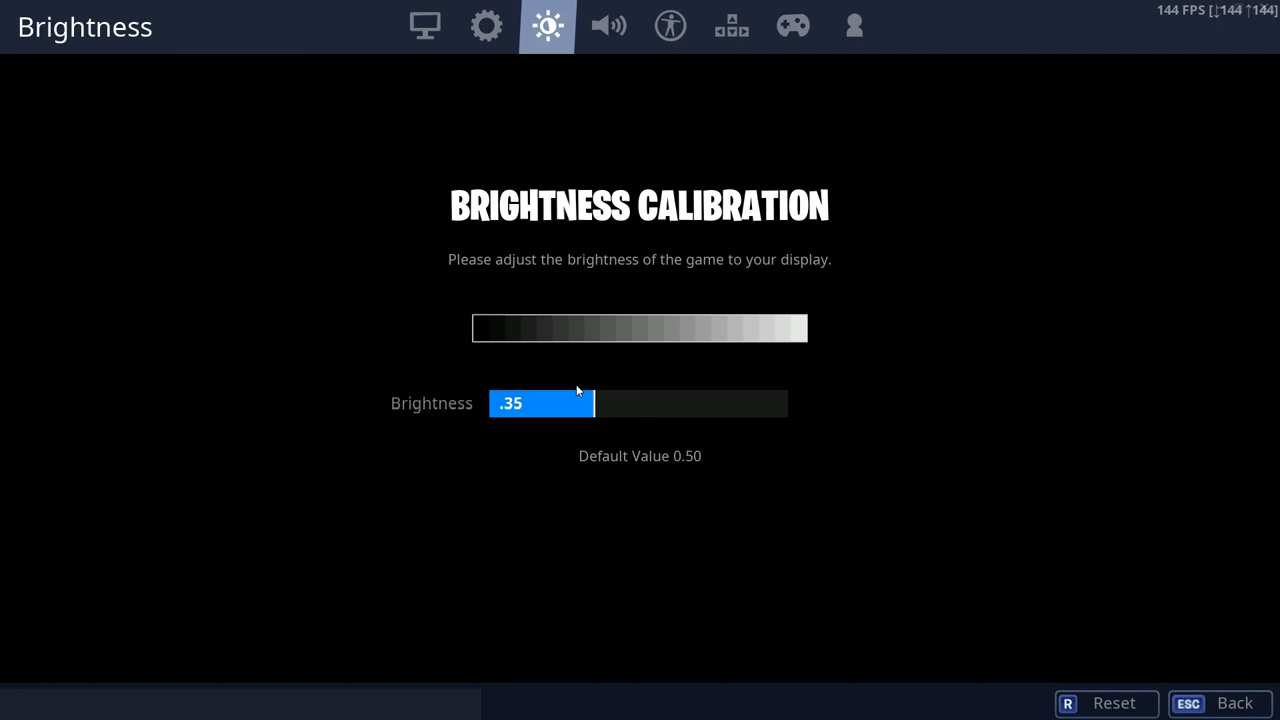 Brightness
144 FPS [↓144 ↑144]
BRIGHTNESS CALIBRATION
Please adjust the brightness of the game to your display.
Brightness .35
Default Value 0.50
R Reset ESC Back